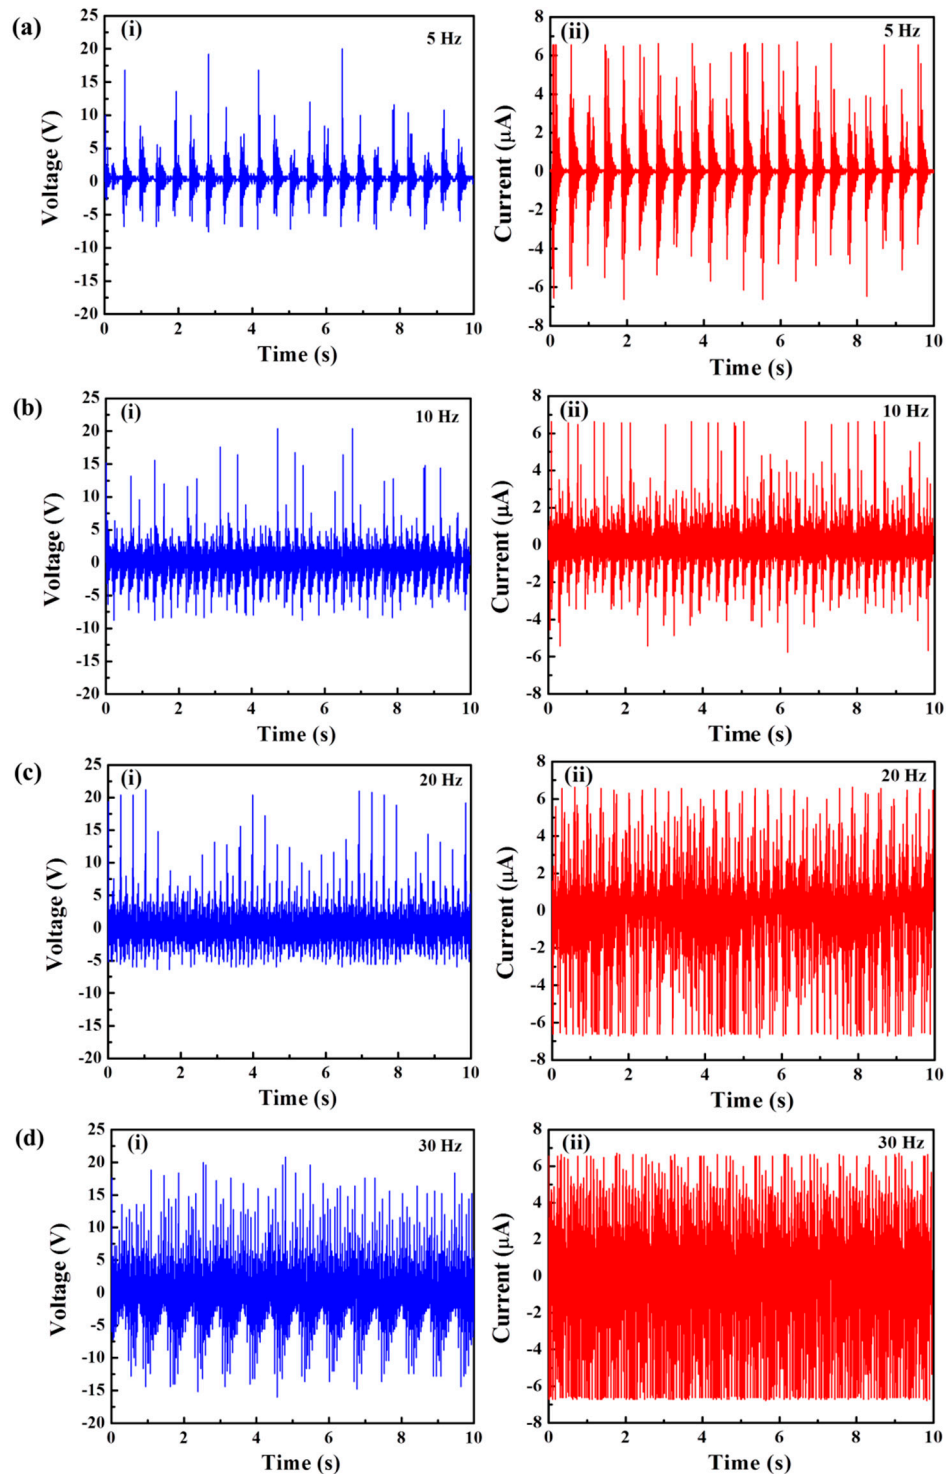 (a)
(i)
5 Hz
25
20
15
10
5
0
-5
-10
-15
-20
Voltage (V)
0 2 4 6 8 10
Time (s)
(ii)
5 Hz
8
6
4
2
0
-2
-4
-6
-8
Current (μA)
0 2 4 6 8 10
Time (s)
(b)
(i)
10 Hz
25
20
15
10
5
0
-5
-10
-15
-20
Voltage (V)
0 2 4 6 8 10
Time (s)
(ii)
10 Hz
8
6
4
2
0
-2
-4
-6
-8
Current (μA)
0 2 4 6 8 10
Time (s)
(c)
(i)
20 Hz
25
20
15
10
5
0
-5
-10
-15
-20
Voltage (V)
0 2 4 6 8 10
Time (s)
(ii)
20 Hz
8
6
4
2
0
-2
-4
-6
-8
Current (μA)
0 2 4 6 8 10
Time (s)
(d)
(i)
30 Hz
25
20
15
10
5
0
-5
-10
-15
-20
Voltage (V)
0 2 4 6 8 10
Time (s)
(ii)
30 Hz
8
6
4
2
0
-2
-4
-6
-8
Current (μA)
0 2 4 6 8 10
Time (s)